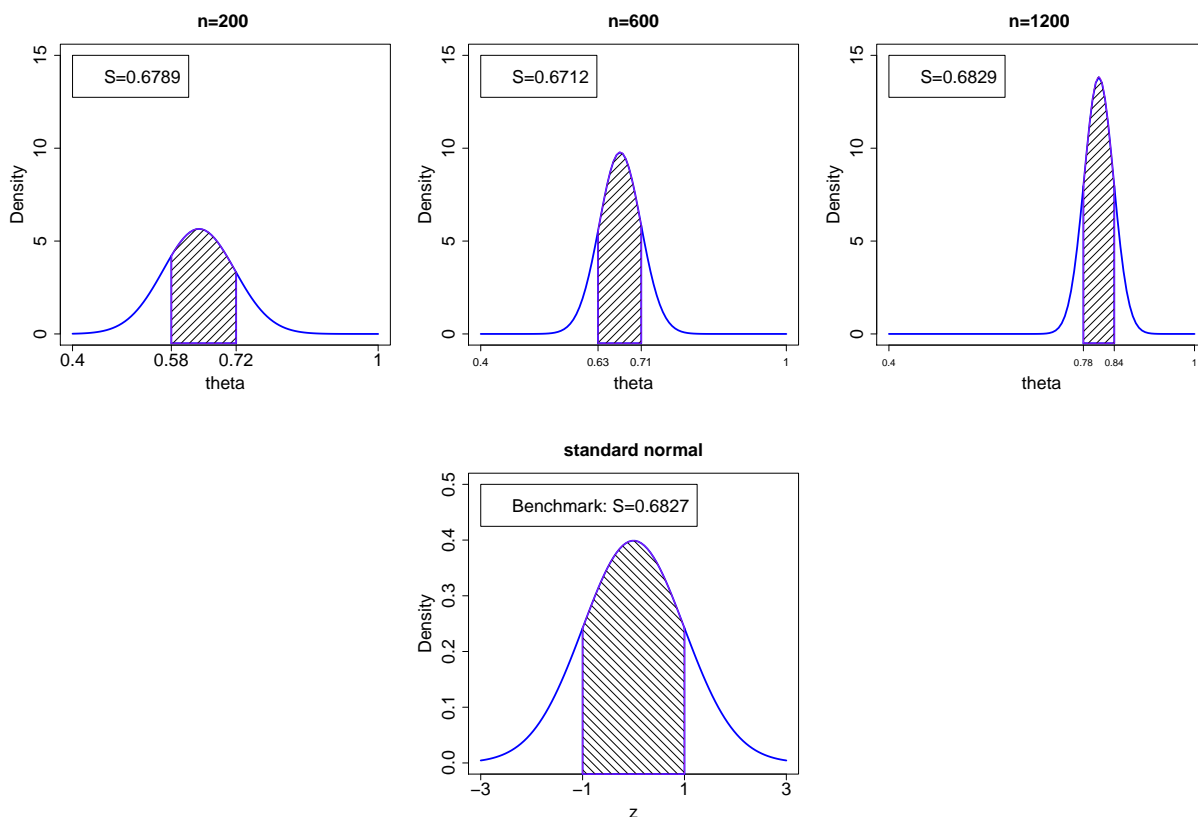 n=200
S=0.6789
Density
15
10
5
0
0.4 0.58 0.72 1
theta
n=600
S=0.6712
Density
15
10
5
0
0.4 0.63 0.71 1
theta
n=1200
S=0.6829
Density
15
10
5
0
0.4 0.78 0.84 1
theta
standard normal
Benchmark: S=0.6827
Density
0.5
0.4
0.3
0.2
0.1
0.0
−3 −1 1 3
z